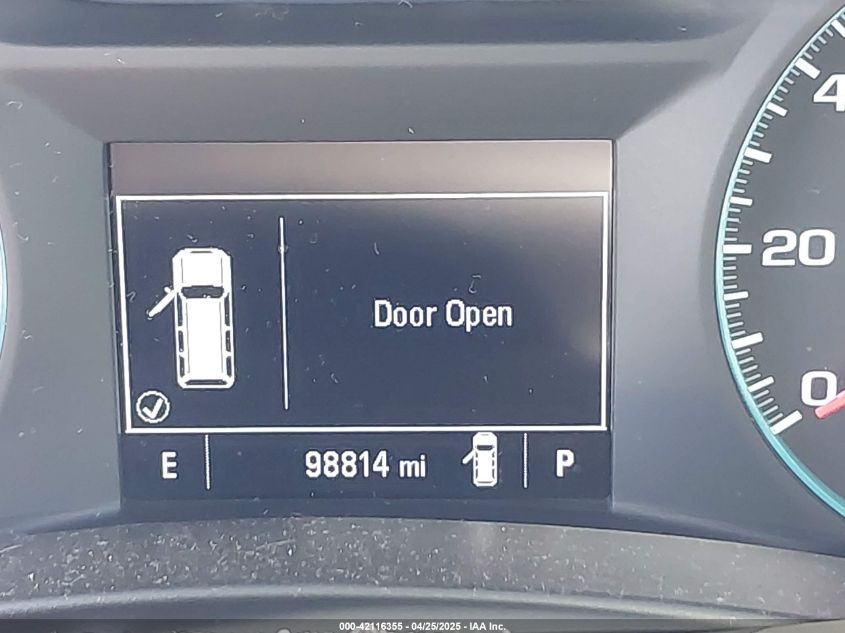 Door Open
E 98814 mi P
4
20
0
000-42116355 - 04/25/2025 - IAA Inc.